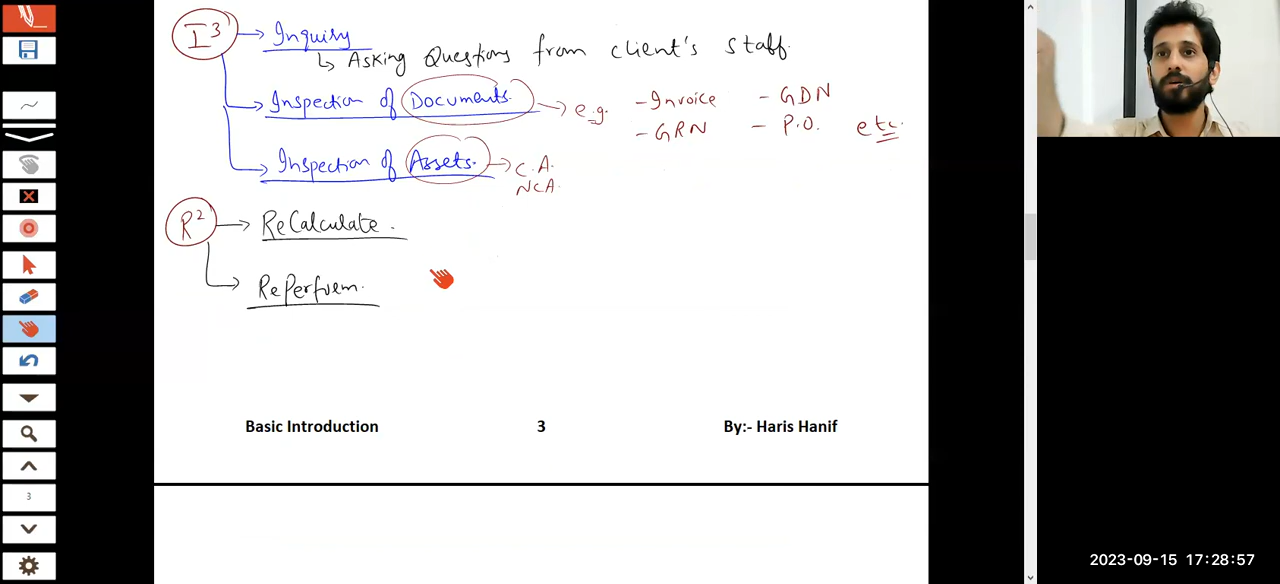 I³ → Inquiry
↳ Asking Questions from client's staff.
→ Inspection of Documents. → e.g. - Invoice - GDN
- GRN - P.O. etc.
→ Inspection of Assets. → C.A.
NCA.
R² → ReCalculate.
→ RePerform.
Basic Introduction 3 By:- Haris Hanif
3
2023-09-15 17:28:57